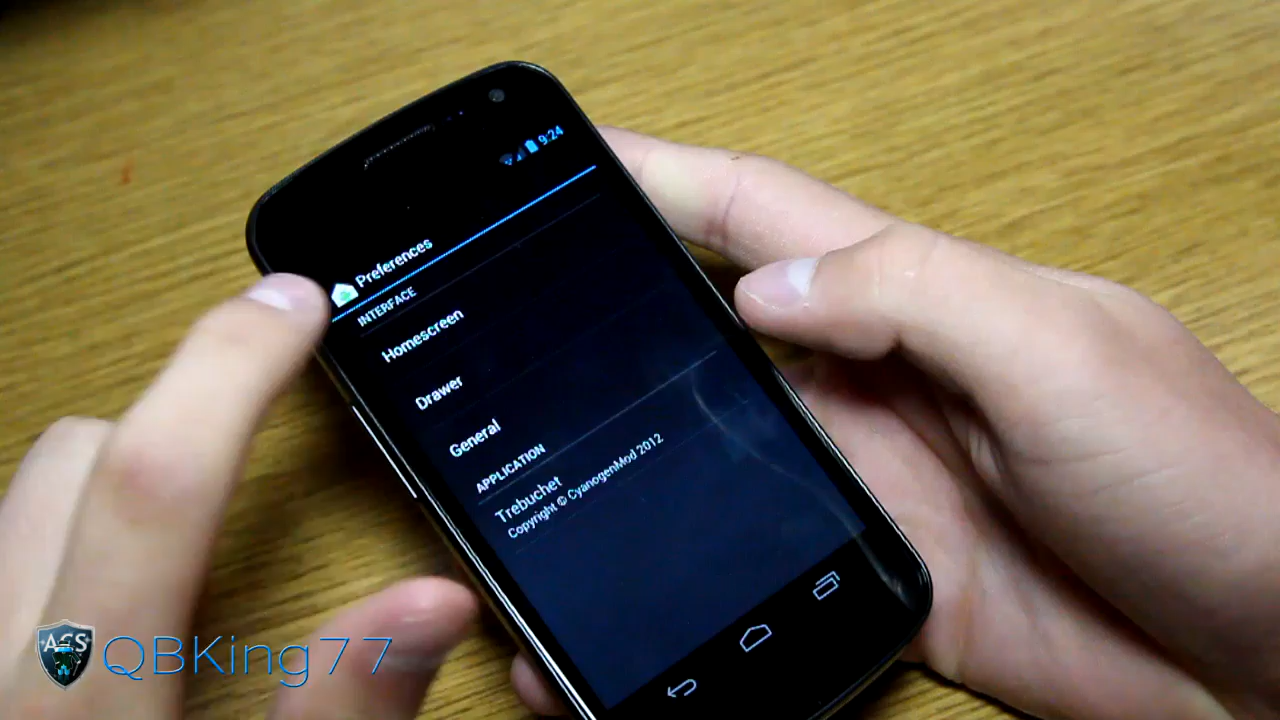 9:24
Preferences
INTERFACE
Homescreen
Drawer
General
APPLICATION
Trebuchet
Copyright © CyanogenMod 2012
ACS
QBKing77